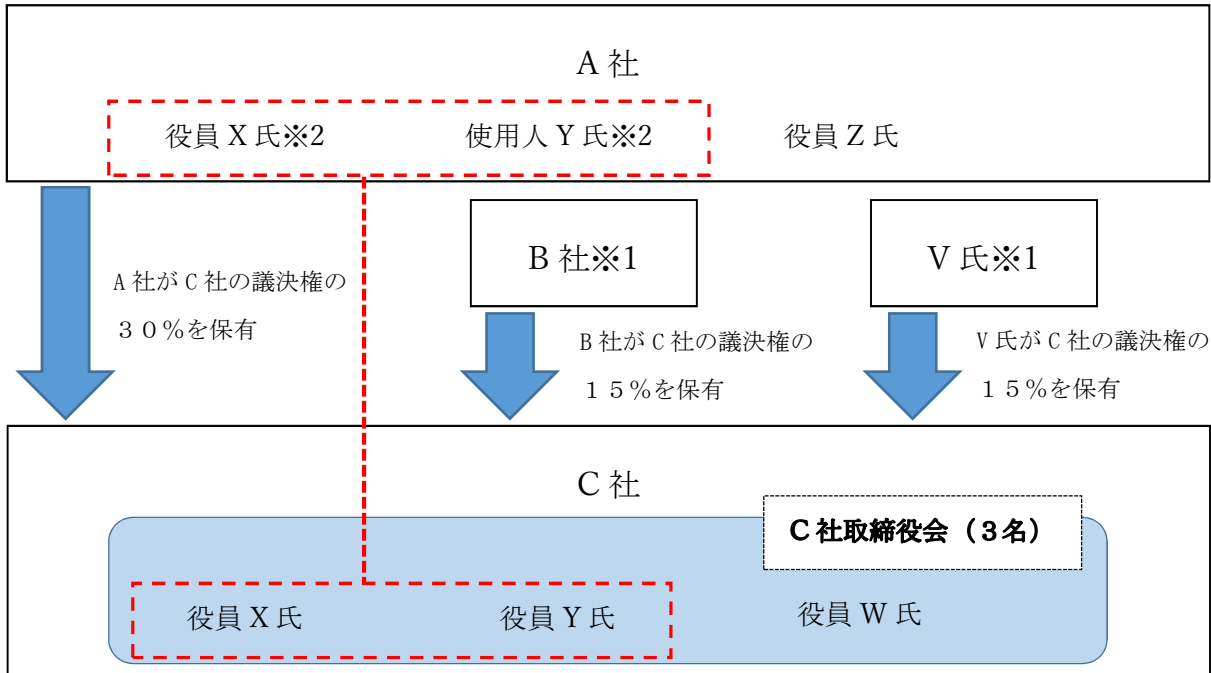 A 社
役員 X 氏※2
使用人 Y 氏※2
役員 Z 氏
A 社が C 社の議決権の
３０％を保有
B 社※1
B 社が C 社の議決権の
１５％を保有
V 氏※1
V 氏が C 社の議決権の
１５％を保有
C 社
C 社取締役会（3 名）
役員 X 氏
役員 Y 氏
役員 W 氏